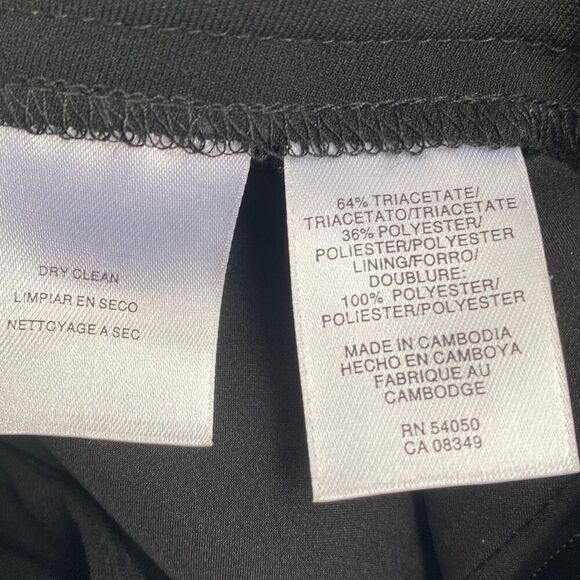 DRY CLEAN
LIMPIAR EN SECO
NETTOYAGE A SEC
64% TRIACETATE/
TRIACETATO/TRIACETATE
36% POLYESTER/
POLIESTER/POLYESTER
LINING/FORRO/
DOUBLURE:
100% POLYESTER/
POLIESTER/POLYESTER
MADE IN CAMBODIA
HECHO EN CAMBOYA
FABRIQUE AU
CAMBODGE
RN 54050
CA 08349